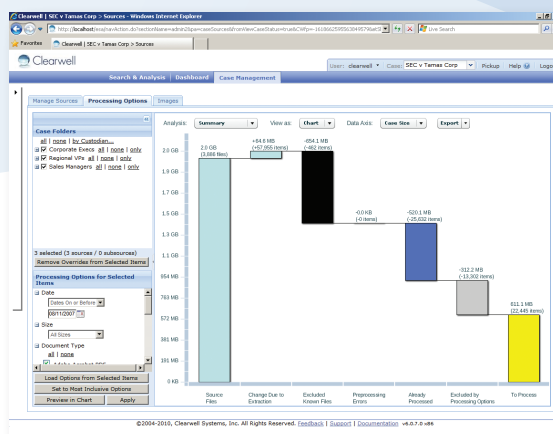 Clearwell | SEC v Tamas Corp > Sources - Windows Internet Explorer
Live Search
Favorites Clearwell | SEC v Tamas Corp > Sources
Clearwell
User: clearwell Case: SEC v Tamas Corp Pickup Help Logo
Search & Analysis | Dashboard Case Management
Manage Sources Processing Options Images
Analysis: Summary View as: Chart Data Axis: Case Size Export
Case Folders
all | none | by Custodian...
Corporate Execs all | none | only
Regional VPs all | none | only
Sales Managers all | none | only
3 selected (3 sources / 0 subsources)
Remove Overrides from Selected Items
Processing Options for Selected Items
Date
Dates On or Before
08/11/2007
Size
All Sizes
Document Type
all | none
Load Options from Selected Items
Set to Most Inclusive Options
Preview in Chart Apply
2.0 GB
1.9 GB
1.7 GB
1.5 GB
1.3 GB
1.1 GB
954 MB
763 MB
572 MB
381 MB
191 MB
0 KB
2.0 GB
(3,866 files)
+64.6 MB
(+57,955 items)
-654.1 MB
(-462 items)
-0.0 KB
(-0 items)
-520.1 MB
(-25,632 items)
-312.2 MB
(-13,302 items)
611.1 MB
(22,445 items)
Source Files
Change Due to Extraction
Excluded Known Files
Preprocessing Errors
Already Processed
Excluded by Processing Options
To Process
©2004-2010, Clearwell Systems, Inc. All Rights Reserved. Feedback | Support | Documentation v6.0.7.0 x86